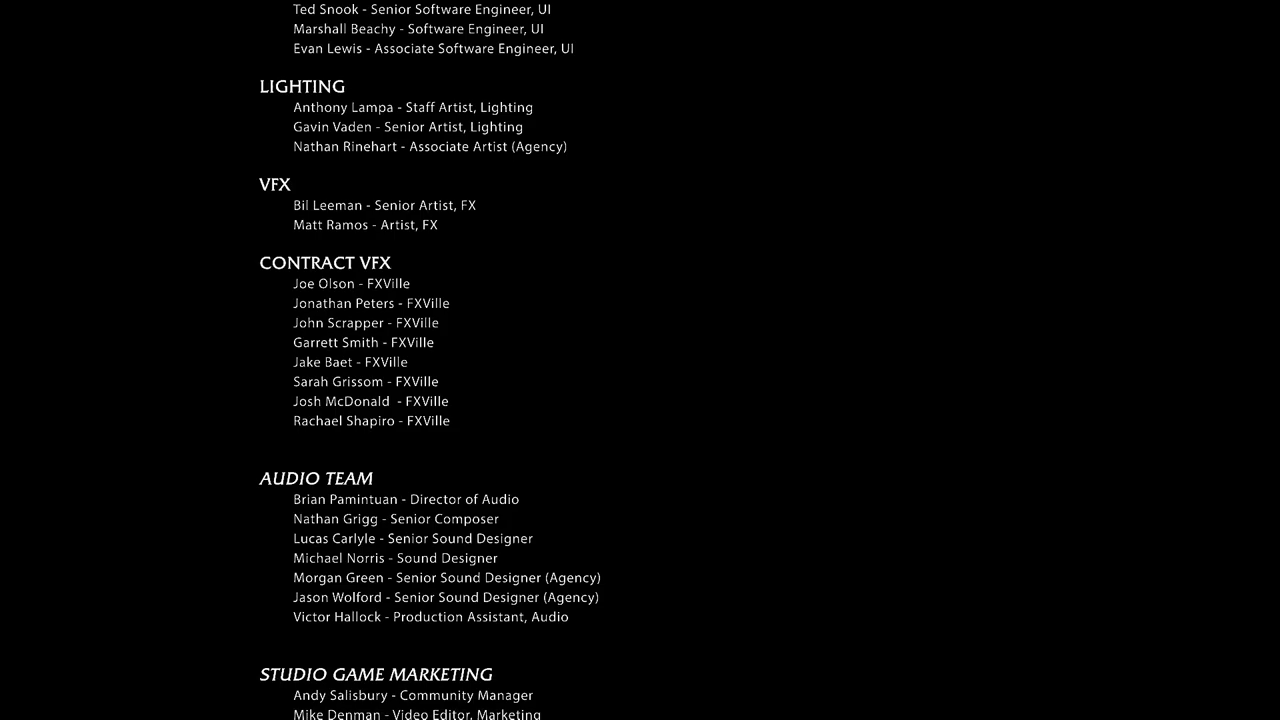 Ted Snook - Senior Software Engineer, UI
Marshall Beachy - Software Engineer, UI
Evan Lewis - Associate Software Engineer, UI
LIGHTING
Anthony Lampa - Staff Artist, Lighting
Gavin Vaden - Senior Artist, Lighting
Nathan Rinehart - Associate Artist (Agency)
VFX
Bil Leeman - Senior Artist, FX
Matt Ramos - Artist, FX
CONTRACT VFX
Joe Olson - FXVille
Jonathan Peters - FXVille
John Scrapper - FXVille
Garrett Smith - FXVille
Jake Baet - FXVille
Sarah Grissom - FXVille
Josh McDonald  - FXVille
Rachael Shapiro - FXVille
AUDIO TEAM
Brian Pamintuan - Director of Audio
Nathan Grigg - Senior Composer
Lucas Carlyle - Senior Sound Designer
Michael Norris - Sound Designer
Morgan Green - Senior Sound Designer (Agency)
Jason Wolford - Senior Sound Designer (Agency)
Victor Hallock - Production Assistant, Audio
STUDIO GAME MARKETING
Andy Salisbury - Community Manager
Mike Denman - Video Editor, Marketing